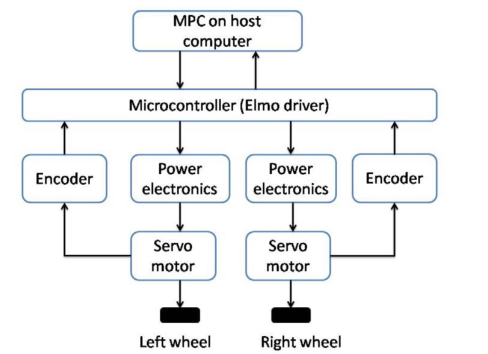 MPC on host
computer
Microcontroller (Elmo driver)
Encoder
Power
electronics
Power
electronics
Encoder
Servo
motor
Servo
motor
Left wheel
Right wheel